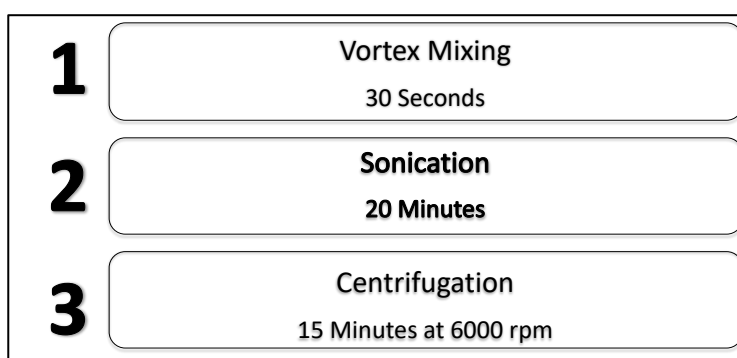 1
Vortex Mixing
30 Seconds
2
Sonication
20 Minutes
3
Centrifugation
15 Minutes at 6000 rpm